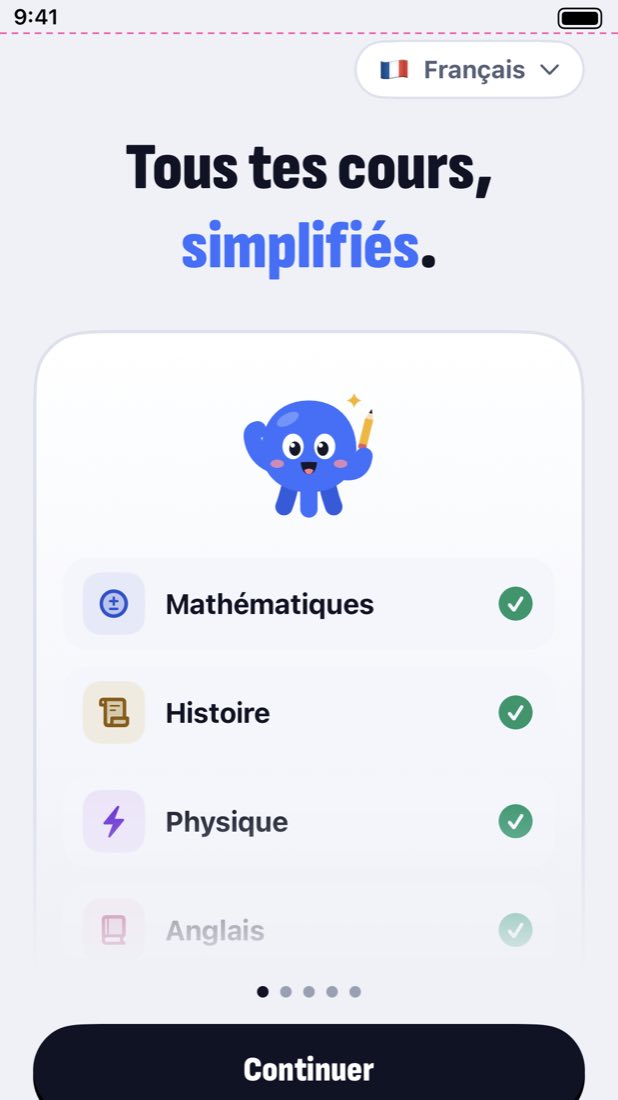 9:41
Français
Tous tes cours,
simplifiés.
Mathématiques
Histoire
Physique
Anglais
Continuer